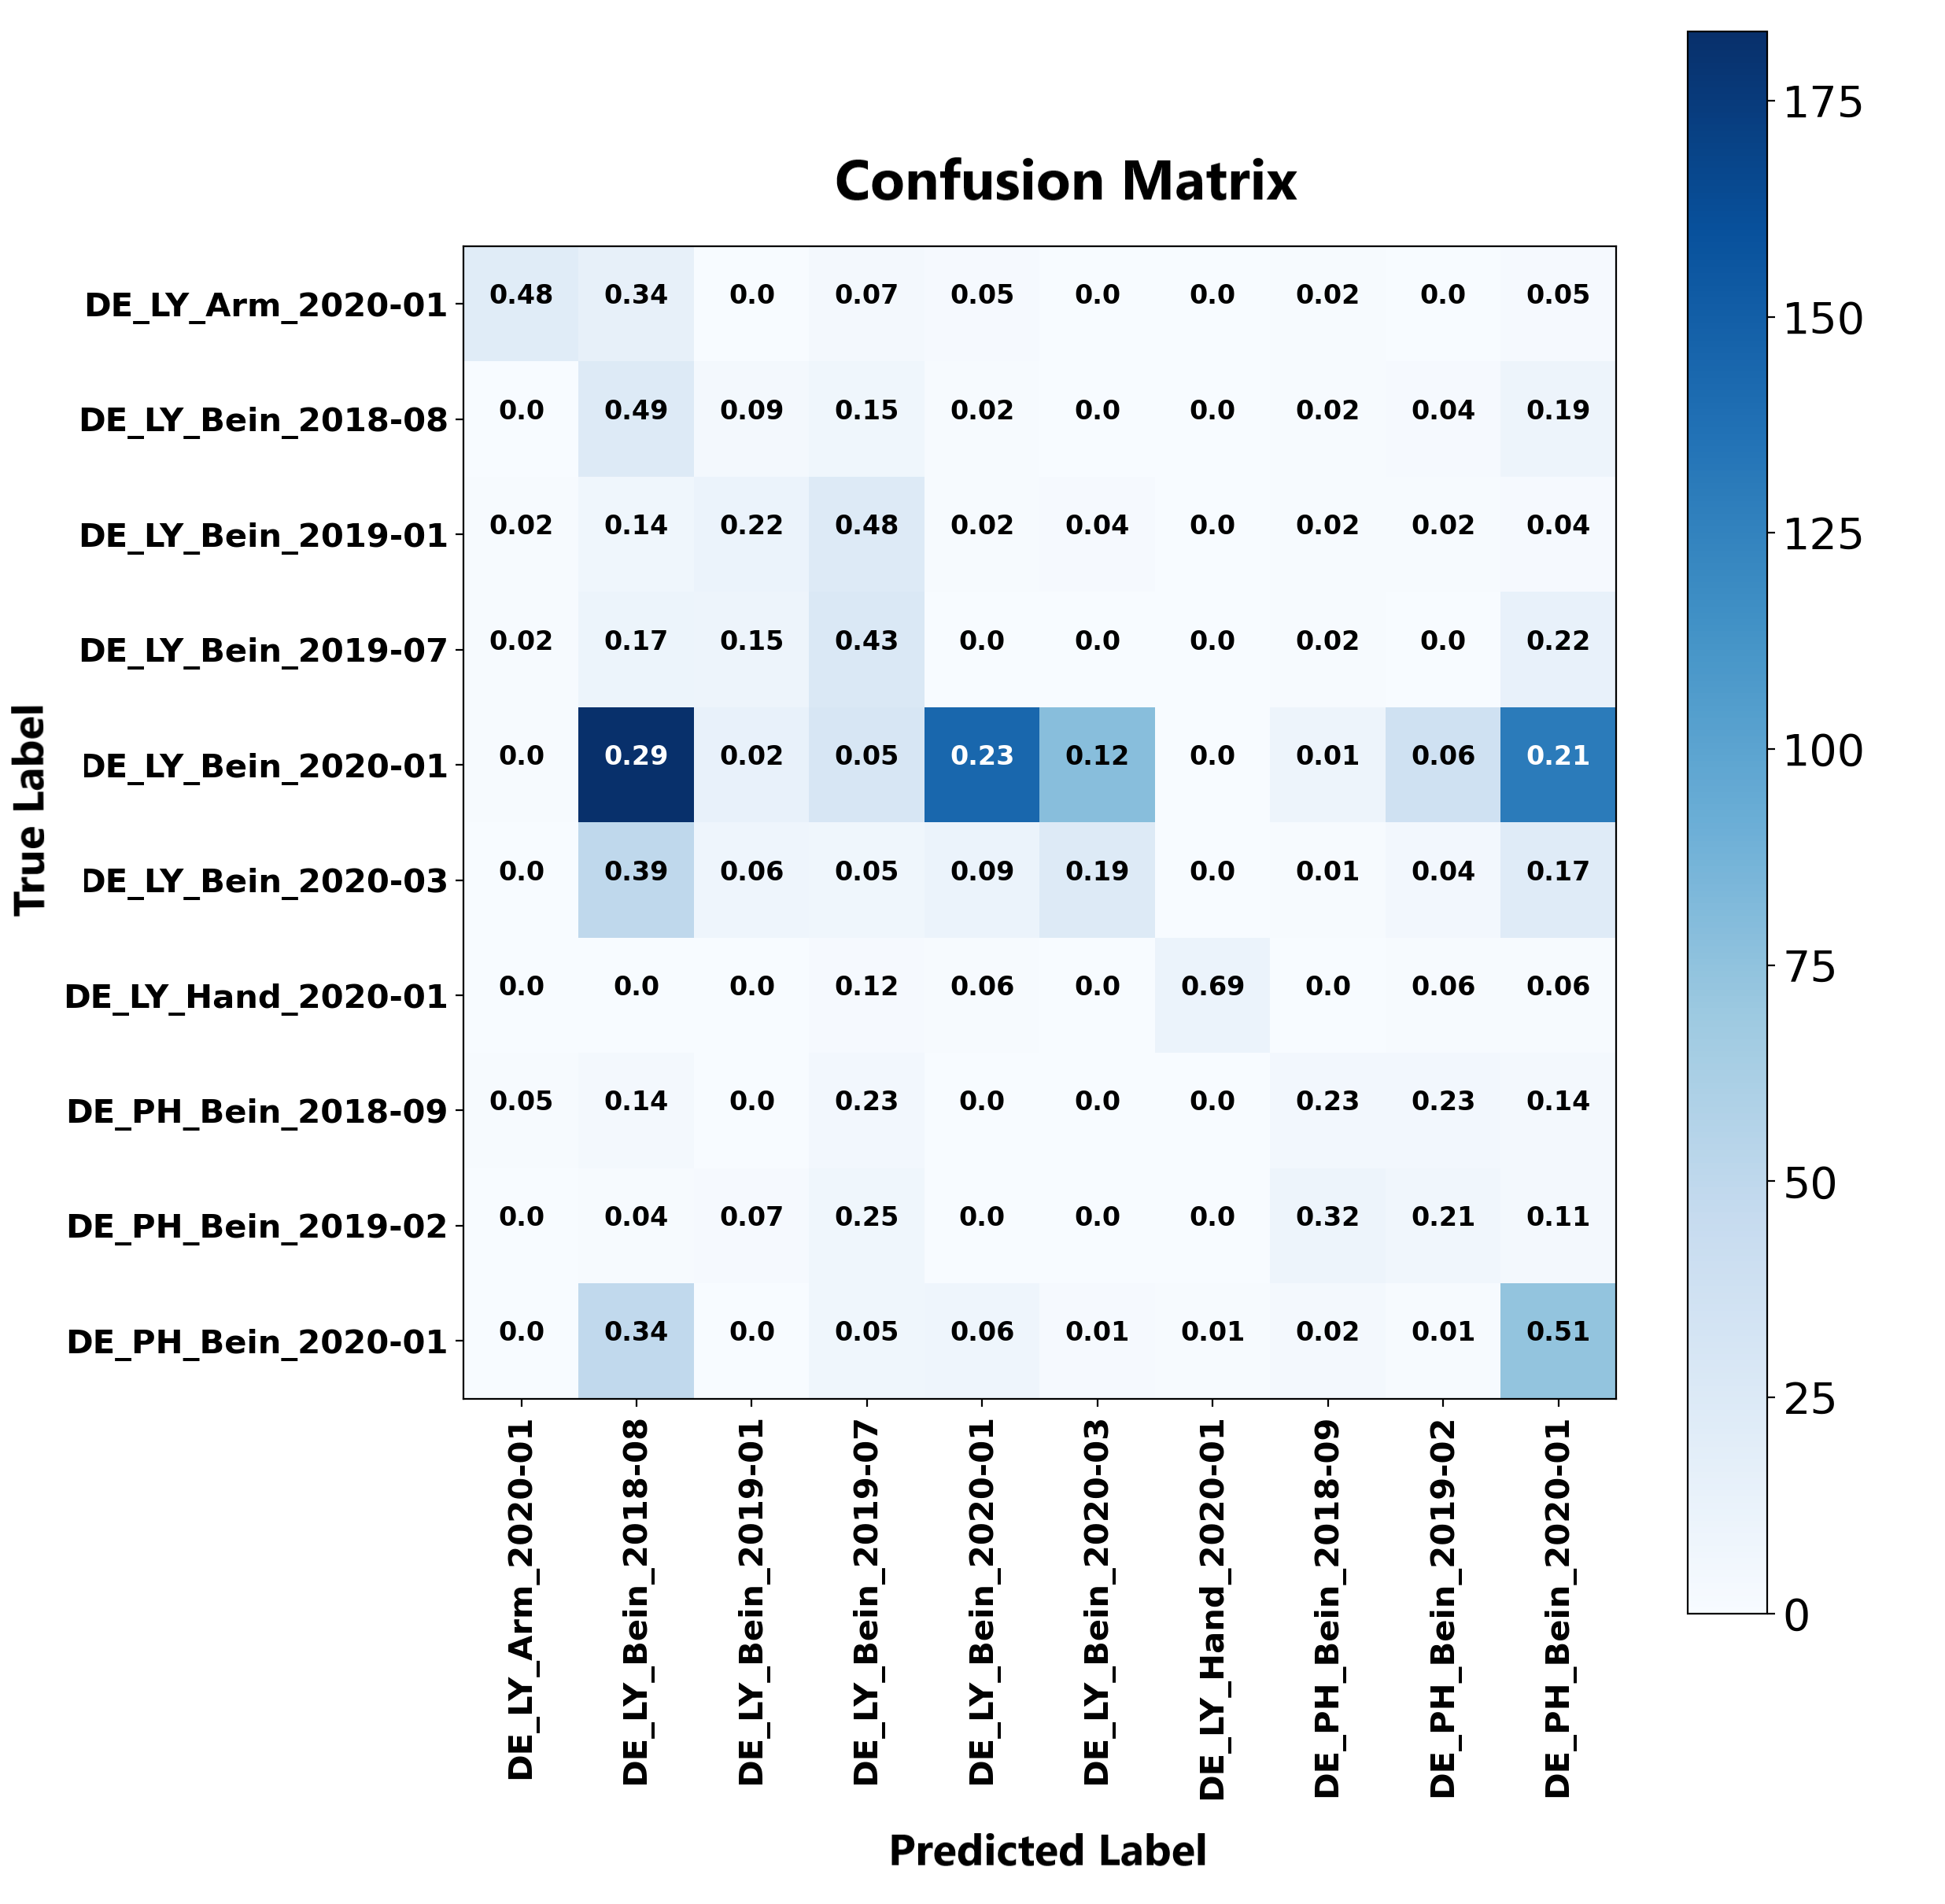 Confusion Matrix
True Label
DE_LY_Arm_2020-01 0.48 0.34 0.0 0.07 0.05 0.0 0.0 0.02 0.0 0.05
DE_LY_Bein_2018-08 0.0 0.49 0.09 0.15 0.02 0.0 0.0 0.02 0.04 0.19
DE_LY_Bein_2019-01 0.02 0.14 0.22 0.48 0.02 0.04 0.0 0.02 0.02 0.04
DE_LY_Bein_2019-07 0.02 0.17 0.15 0.43 0.0 0.0 0.0 0.02 0.0 0.22
DE_LY_Bein_2020-01 0.0 0.29 0.02 0.05 0.23 0.12 0.0 0.01 0.06 0.21
DE_LY_Bein_2020-03 0.0 0.39 0.06 0.05 0.09 0.19 0.0 0.01 0.04 0.17
DE_LY_Hand_2020-01 0.0 0.0 0.0 0.12 0.06 0.0 0.69 0.0 0.06 0.06
DE_PH_Bein_2018-09 0.05 0.14 0.0 0.23 0.0 0.0 0.0 0.23 0.23 0.14
DE_PH_Bein_2019-02 0.0 0.04 0.07 0.25 0.0 0.0 0.0 0.32 0.21 0.11
DE_PH_Bein_2020-01 0.0 0.34 0.0 0.05 0.06 0.01 0.01 0.02 0.01 0.51
DE_LY_Arm_2020-01
DE_LY_Bein_2018-08
DE_LY_Bein_2019-01
DE_LY_Bein_2019-07
DE_LY_Bein_2020-01
DE_LY_Bein_2020-03
DE_LY_Hand_2020-01
DE_PH_Bein_2018-09
DE_PH_Bein_2019-02
DE_PH_Bein_2020-01
Predicted Label
175
150
125
100
75
50
25
0